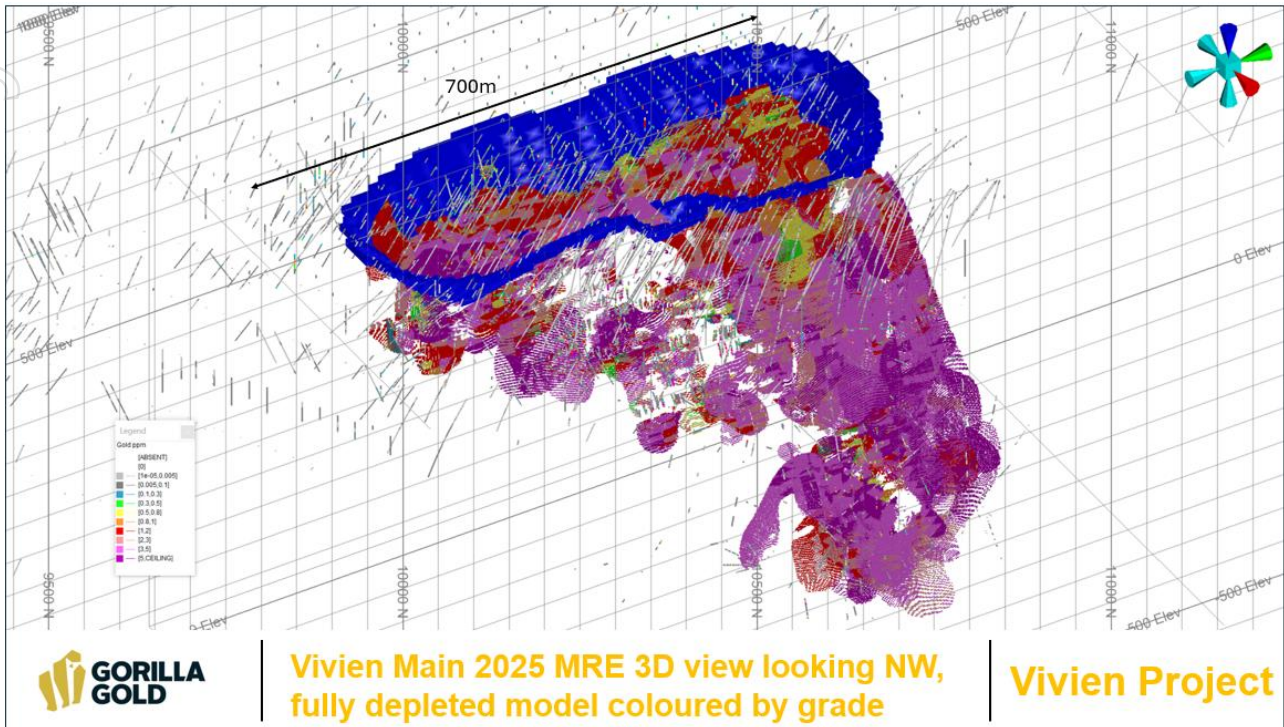 500 Elev
9500 N
10000 N
10500 N
11000 N
700m
0 Elev
500 Elev
Legend
Gold ppm
[ABSENT]
[0]
[1e-05,0.005]
[0.005,0.1]
[0.1,0.3]
[0.3,0.5]
[0.5,0.8]
[0.8,1]
[1,2]
[2,3]
[3,5]
[5,CEILING]
9500 N
10000 N
10500 N
11000 N
-500 Elev
0 Elev
-500 Elev
GORILLA
GOLD
Vivien Main 2025 MRE 3D view looking NW,
fully depleted model coloured by grade
Vivien Project